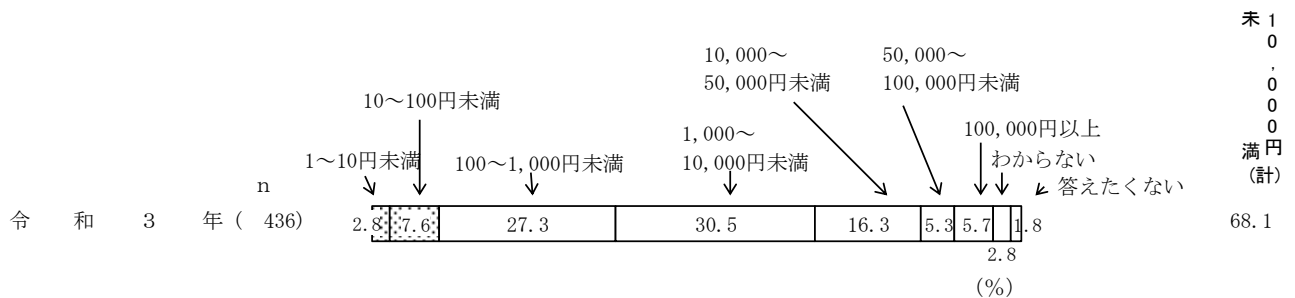 10,000円
未満
(計)
10,000～
50,000円未満
50,000～
100,000円未満
10～100円未満
1,000～
10,000円未満
100,000円以上
1～10円未満
100～1,000円未満
わからない
答えたくない
n
令 和 3 年( 436)
2.8 7.6 27.3 30.5 16.3 5.3 5.7 1.8 68.1
2.8
(%)